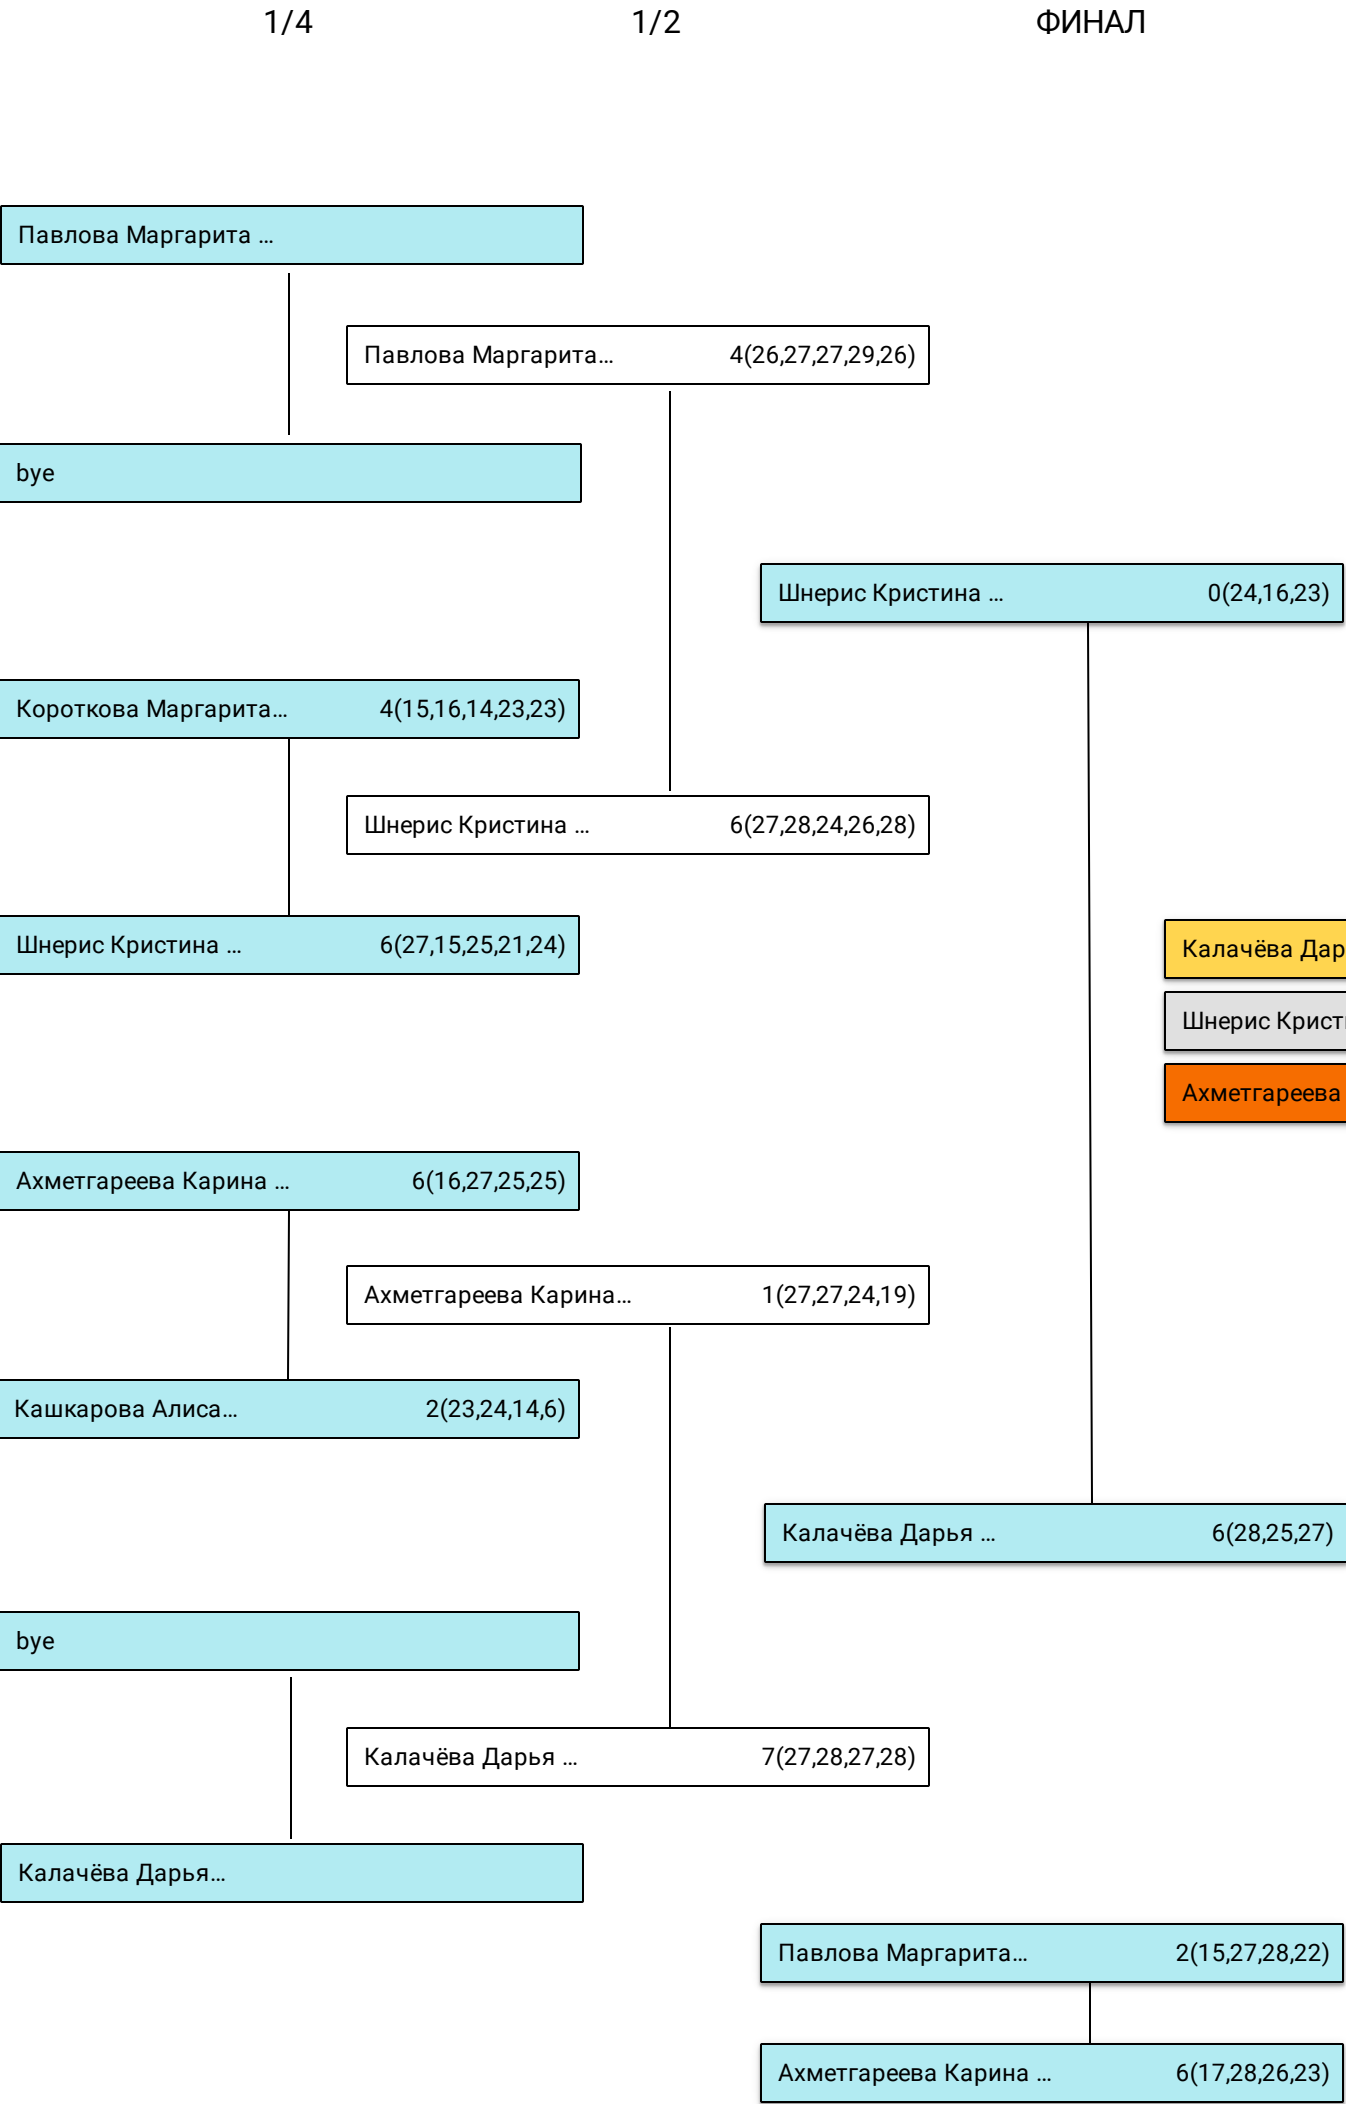 1/4 1/2 ФИНАЛ
Павлова Маргарита ...
Павлова Маргарита... 4(26,27,27,29,26)
bye
Шнерис Кристина ... 0(24,16,23)
Короткова Маргарита... 4(15,16,14,23,23)
Шнерис Кристина ... 6(27,28,24,26,28)
Шнерис Кристина ... 6(27,15,25,21,24)
Калачёва Дар
Шнерис Крист
Ахметгареева
Ахметгареева Карина ... 6(16,27,25,25)
Ахметгареева Карина... 1(27,27,24,19)
Кашкарова Алиса... 2(23,24,14,6)
Калачёва Дарья ... 6(28,25,27)
bye
Калачёва Дарья ... 7(27,28,27,28)
Калачёва Дарья...
Павлова Маргарита... 2(15,27,28,22)
Ахметгареева Карина ... 6(17,28,26,23)